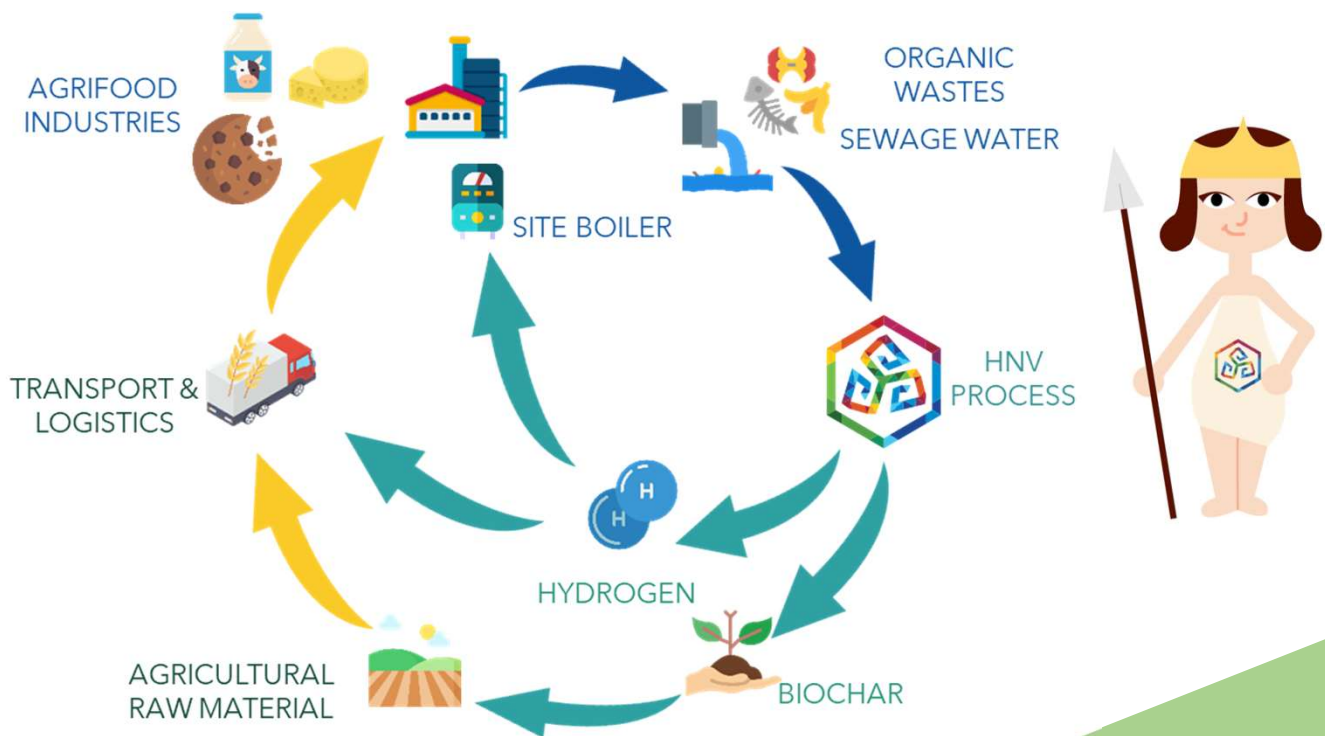 AGRIFOOD
INDUSTRIES
ORGANIC
WASTES
SEWAGE WATER
SITE BOILER
HNV
PROCESS
TRANSPORT &
LOGISTICS
H
H
HYDROGEN
AGRICULTURAL
RAW MATERIAL
BIOCHAR